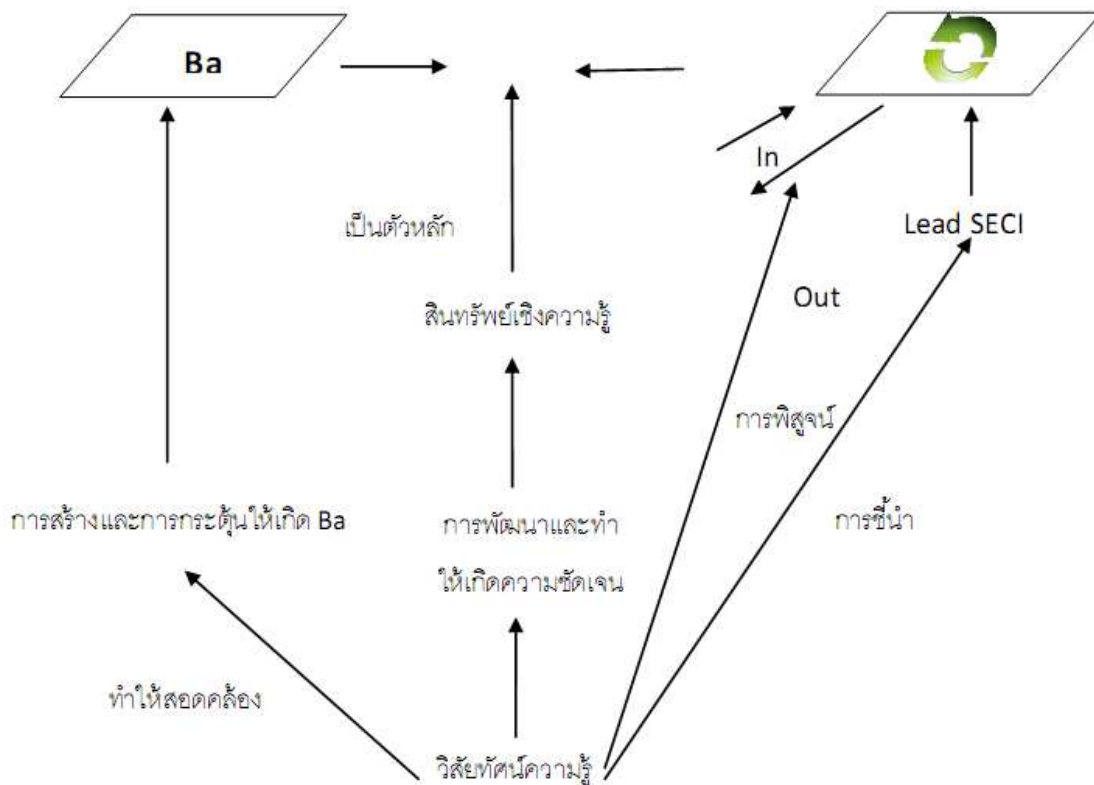 Ba
In
เป็นตัวหลัก
Lead SECI
Out
สินทรัพย์เชิงความรู้
การพิสูจน์
การสร้างและการกระตุ้นให้เกิด Ba
การพัฒนาและทำ
ให้เกิดความชัดเจน
การชี้นำ
ทำให้สอดคล้อง
วิสัยทัศน์ความรู้